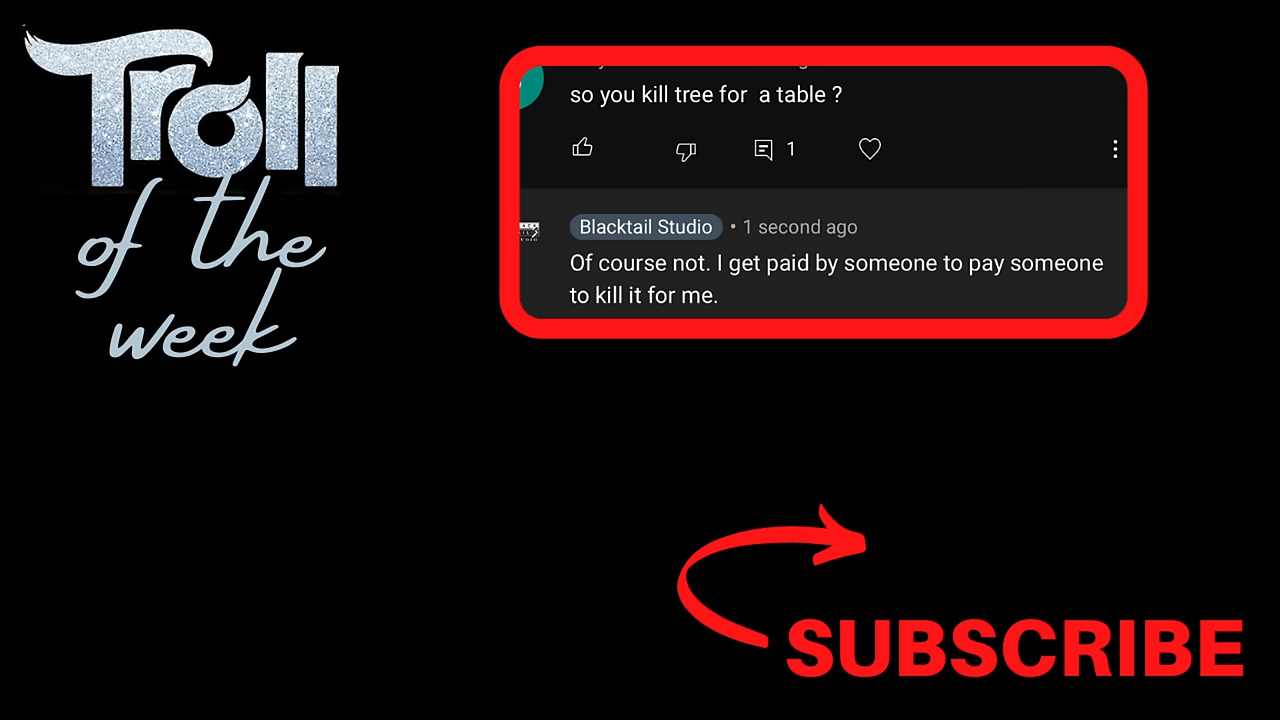 Troll
of the
week
so you kill tree for  a table ?
1
Blacktail Studio • 1 second ago
Of course not. I get paid by someone to pay someone
to kill it for me.
SUBSCRIBE